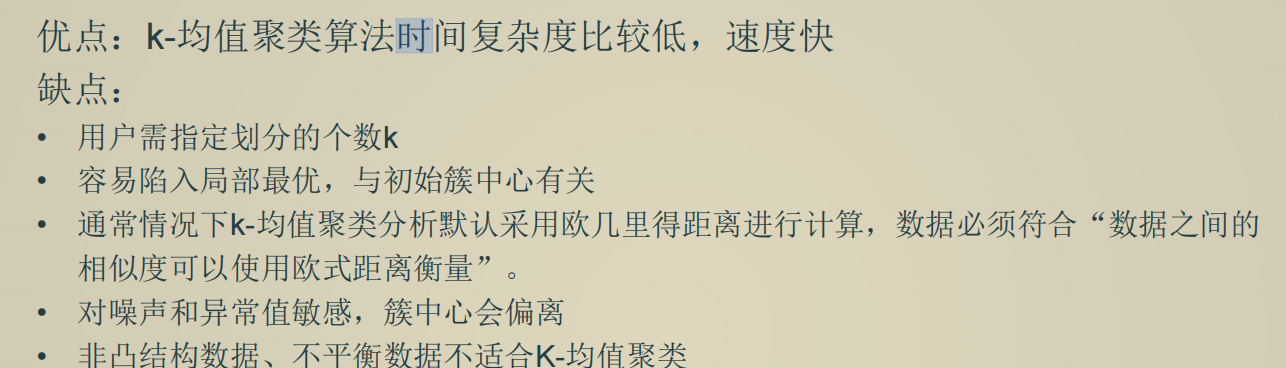 优点：k-均值聚类算法时间复杂度比较低，速度快
缺点：
• 用户需指定划分的个数k
• 容易陷入局部最优，与初始簇中心有关
• 通常情况下k-均值聚类分析默认采用欧几里得距离进行计算，数据必须符合“数据之间的
相似度可以使用欧式距离衡量”。
• 对噪声和异常值敏感，簇中心会偏离
• 非凸结构数据、不平衡数据不适合K-均值聚类